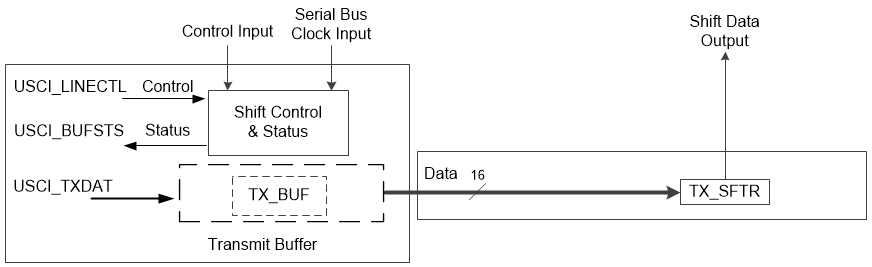 Control Input
Serial Bus
Clock Input
Shift Data
Output
USCI_LINECTL
Control
Shift Control
& Status
USCI_BUFSTS
Status
USCI_TXDAT
TX_BUF
Transmit Buffer
Data
16
TX_SFTR